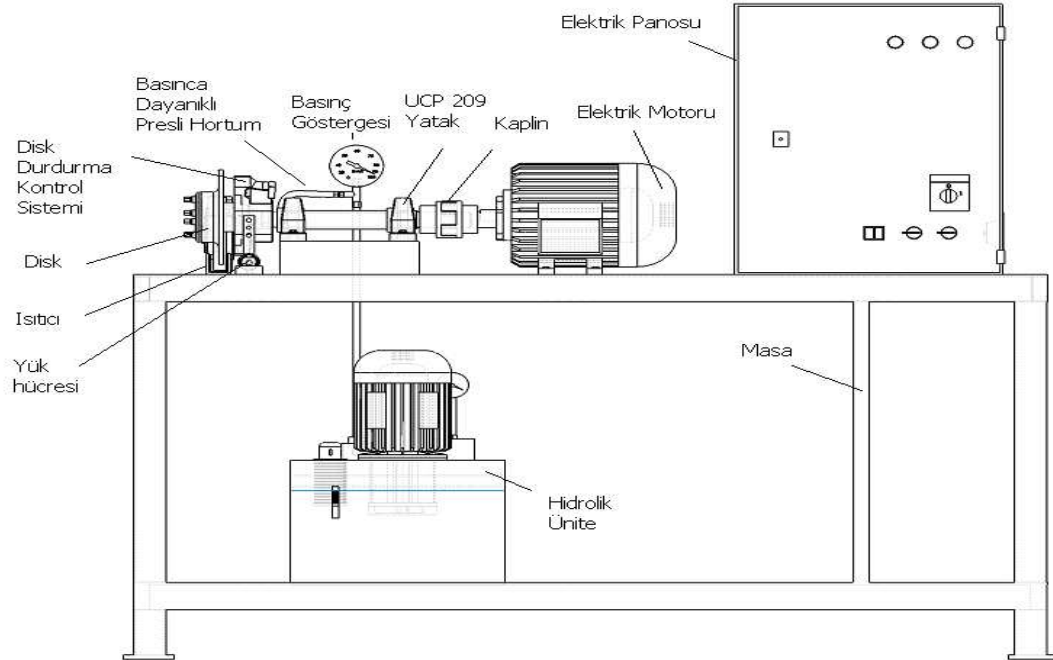 Elektrik Panosu
Basınca
Dayanıklı
Presli Hortum
Basınç
Göstergesi
UCP 209
Yatak
Kaplin
Elektrik Motoru
Disk
Durdurma
Kontrol
Sistemi
Disk
Isıtıcı
Yük
hücresi
Masa
Hidrolik
Ünite